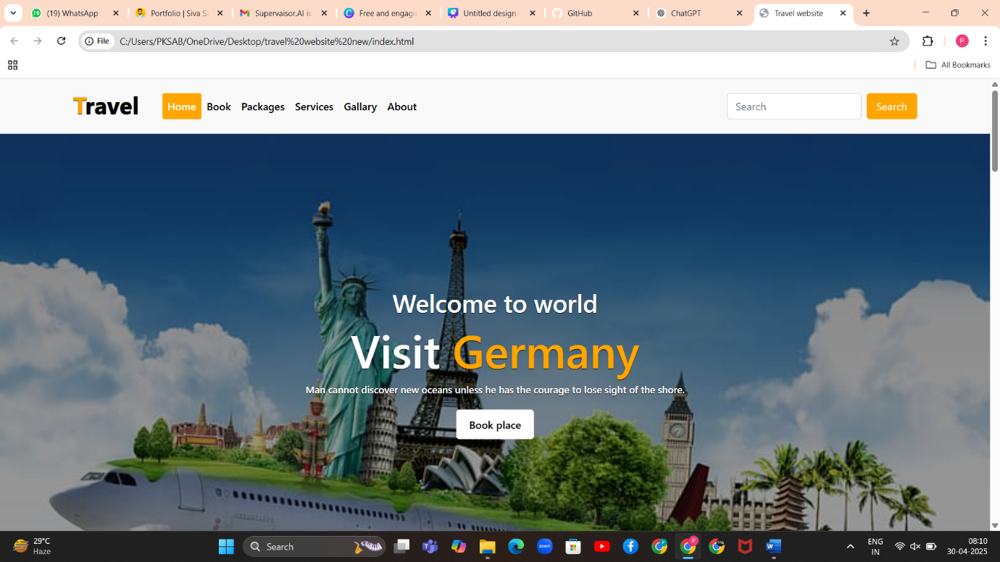 (19) WhatsApp
Portfolio | Siva Sa
Supervaisor.AI is
Free and engagin
Untitled design -
GitHub
ChatGPT
Travel website
File
C:/Users/PKSAB/OneDrive/Desktop/travel%20website%20new/index.html
P
All Bookmarks
Travel
Home
Book
Packages
Services
Gallary
About
Search
Search
Welcome to world
Visit Germany
Man cannot discover new oceans unless he has the courage to lose sight of the shore.
Book place
29°C
Haze
Search
zoom
ENG
IN
08:10
30-04-2025